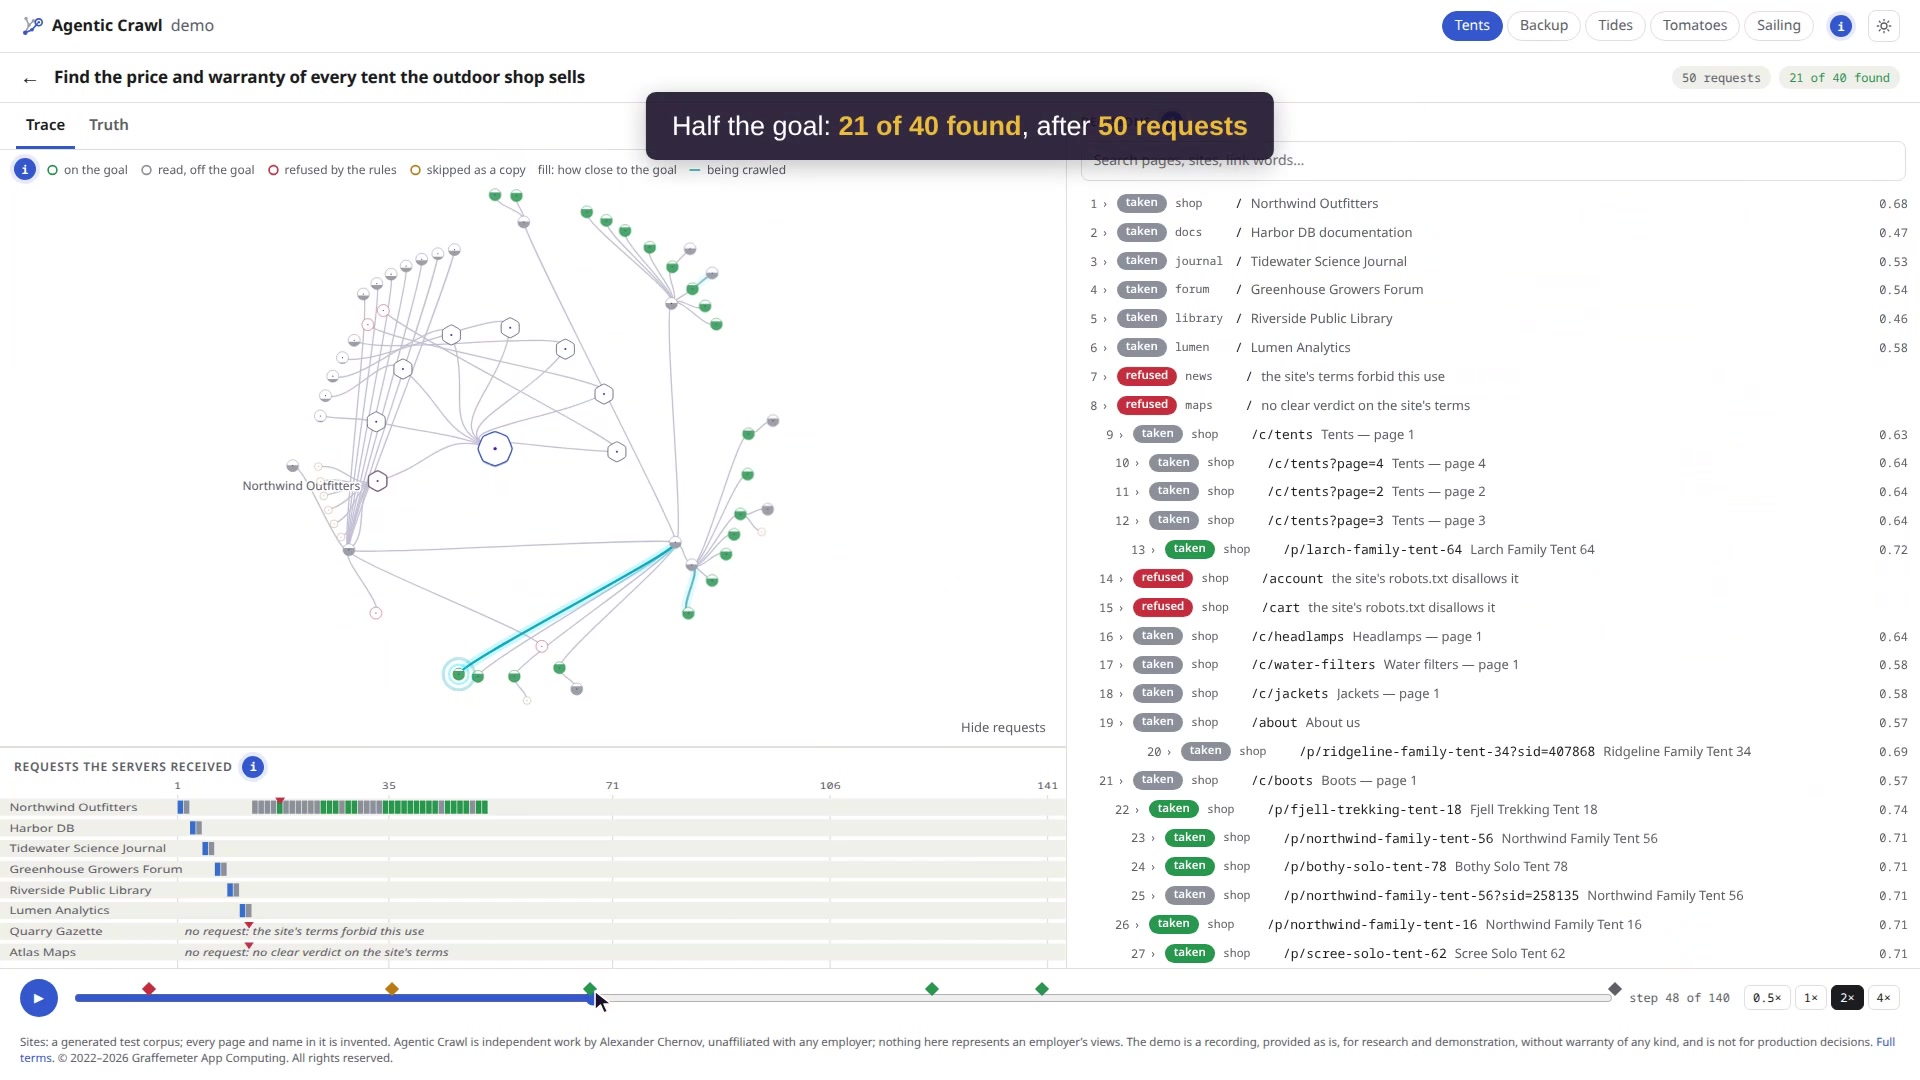 Agentic Crawl demo
Tents Backup Tides Tomatoes Sailing i
← Find the price and warranty of every tent the outdoor shop sells
50 requests 21 of 40 found
Half the goal: 21 of 40 found, after 50 requests
Trace Truth
Search pages, sites, link words...
i on the goal read, off the goal refused by the rules skipped as a copy fill: how close to the goal being crawled
Northwind Outfitters
Hide requests
1 › taken shop / Northwind Outfitters 0.68
2 › taken docs / Harbor DB documentation 0.47
3 › taken journal / Tidewater Science Journal 0.53
4 › taken forum / Greenhouse Growers Forum 0.54
5 › taken library / Riverside Public Library 0.46
6 › taken lumen / Lumen Analytics 0.58
7 › refused news / the site's terms forbid this use
8 › refused maps / no clear verdict on the site's terms
9 › taken shop /c/tents Tents — page 1 0.63
10 › taken shop /c/tents?page=4 Tents — page 4 0.64
11 › taken shop /c/tents?page=2 Tents — page 2 0.64
12 › taken shop /c/tents?page=3 Tents — page 3 0.64
13 › taken shop /p/larch-family-tent-64 Larch Family Tent 64 0.72
14 › refused shop /account the site's robots.txt disallows it
15 › refused shop /cart the site's robots.txt disallows it
16 › taken shop /c/headlamps Headlamps — page 1 0.64
17 › taken shop /c/water-filters Water filters — page 1 0.58
18 › taken shop /c/jackets Jackets — page 1 0.58
19 › taken shop /about About us 0.57
20 › taken shop /p/ridgeline-family-tent-34?sid=407868 Ridgeline Family Tent 34 0.69
21 › taken shop /c/boots Boots — page 1 0.57
22 › taken shop /p/fjell-trekking-tent-18 Fjell Trekking Tent 18 0.74
23 › taken shop /p/northwind-family-tent-56 Northwind Family Tent 56 0.71
24 › taken shop /p/bothy-solo-tent-78 Bothy Solo Tent 78 0.71
25 › taken shop /p/northwind-family-tent-56?sid=258135 Northwind Family Tent 56 0.71
26 › taken shop /p/northwind-family-tent-16 Northwind Family Tent 16 0.71
27 › taken shop /p/scree-solo-tent-62 Scree Solo Tent 62 0.71
REQUESTS THE SERVERS RECEIVED i
1 35 71 106 141
Northwind Outfitters
Harbor DB
Tidewater Science Journal
Greenhouse Growers Forum
Riverside Public Library
Lumen Analytics
Quarry Gazette no request: the site's terms forbid this use
Atlas Maps no request: no clear verdict on the site's terms
step 48 of 140 0.5× 1× 2× 4×
Sites: a generated test corpus; every page and name in it is invented. Agentic Crawl is independent work by Alexander Chernov, unaffiliated with any employer; nothing here represents an employer's views. The demo is a recording, provided as is, for research and demonstration, without warranty of any kind, and is not for production decisions. Full
terms. © 2022–2026 Graffemeter App Computing. All rights reserved.